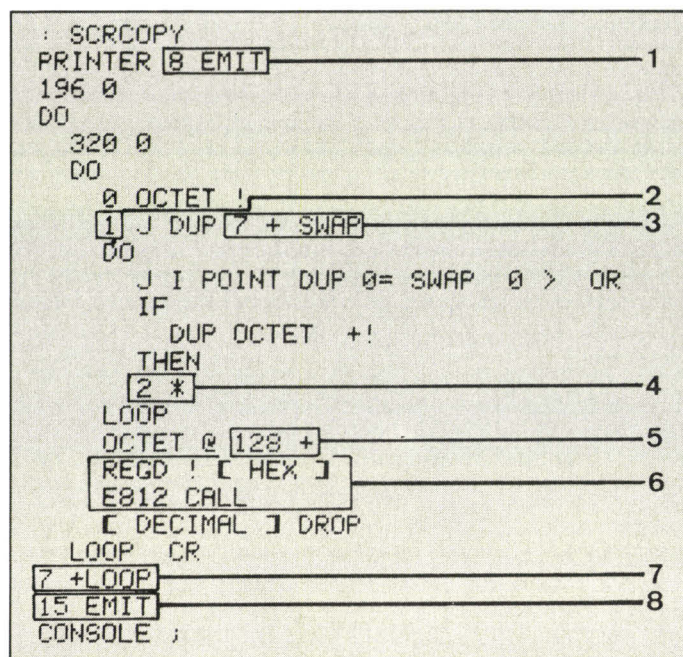 : SCRCOPY
PRINTER 8 EMIT 1
196 0
DO
320 0
DO
0 OCTET ! 2
1 J DUP 7 + SWAP 3
DO
J I POINT DUP 0= SWAP 0 > OR
IF
DUP OCTET +!
THEN
2 * 4
LOOP
OCTET @ 128 + 5
REGD ! [ HEX ] 6
E812 CALL
[ DECIMAL ] DROP
LOOP CR
7 +LOOP 7
15 EMIT 8
CONSOLE ;